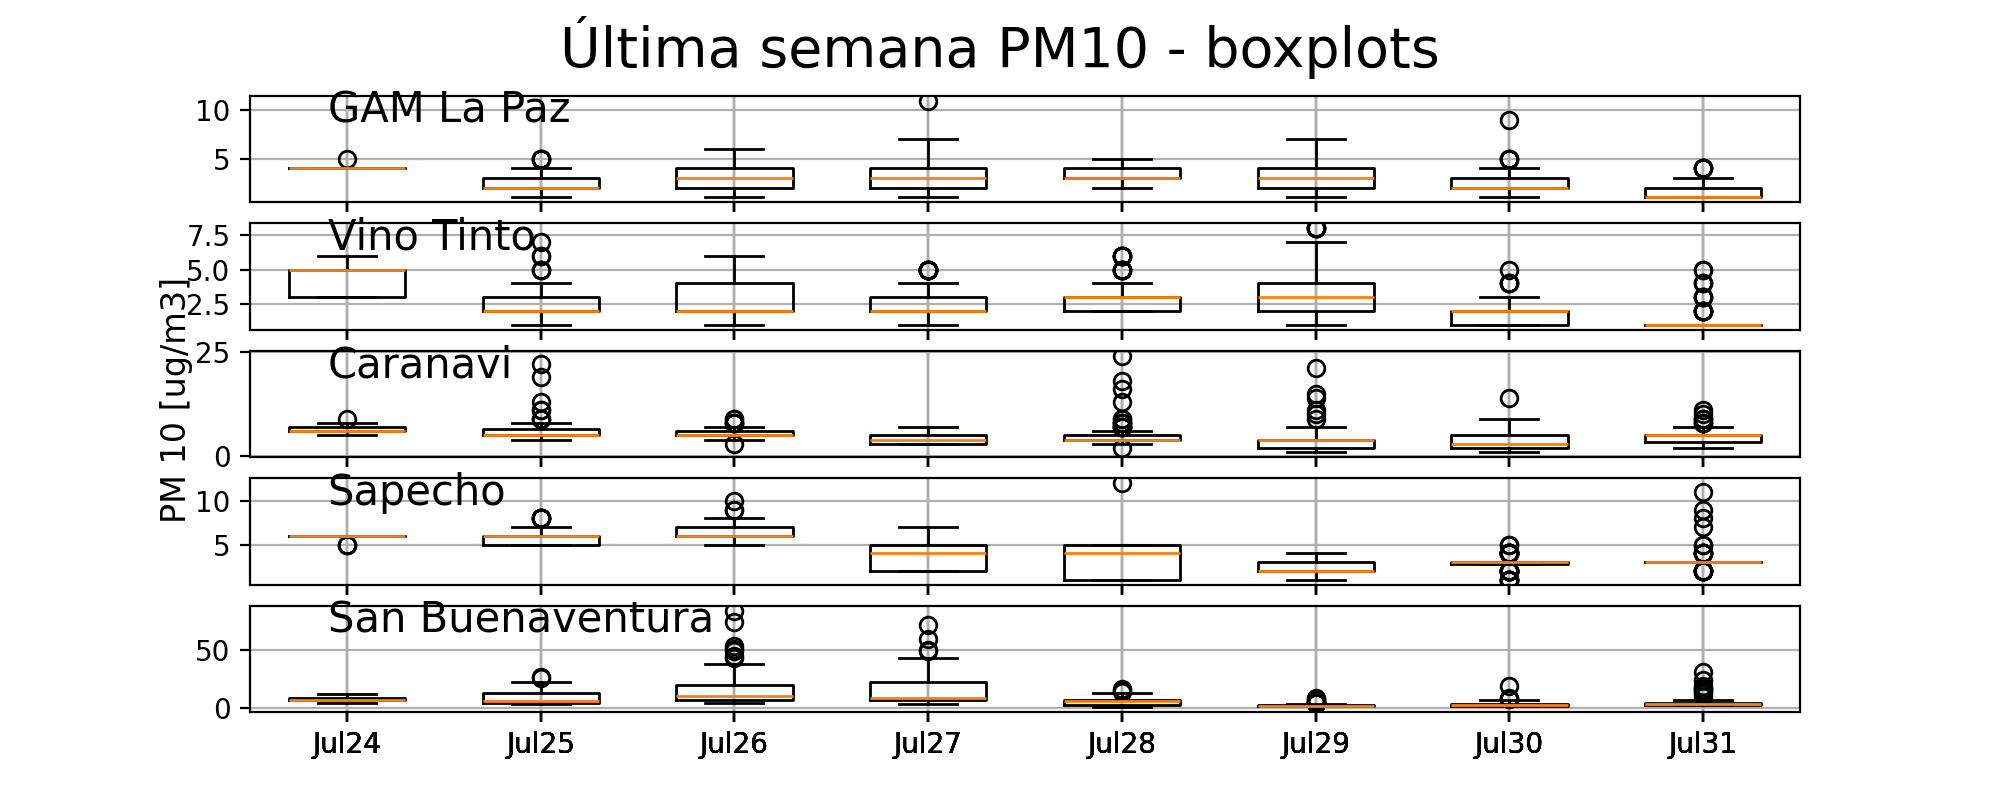 Última semana PM10 - boxplots
GAM La Paz
10
5
Vino Tinto
7.5
5.0
2.5
PM 10 [ug/m3]
Caranavi
25
0
Sapecho
10
5
San Buenaventura
50
0
Jul24 Jul25 Jul26 Jul27 Jul28 Jul29 Jul30 Jul31